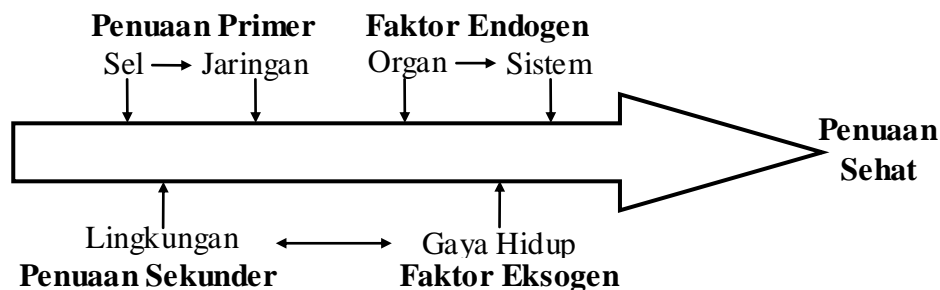 Penuaan Primer Faktor Endogen
Sel Jaringan Organ Sistem
Penuaan
Sehat
Lingkungan Gaya Hidup
Penuaan Sekunder Faktor Eksogen